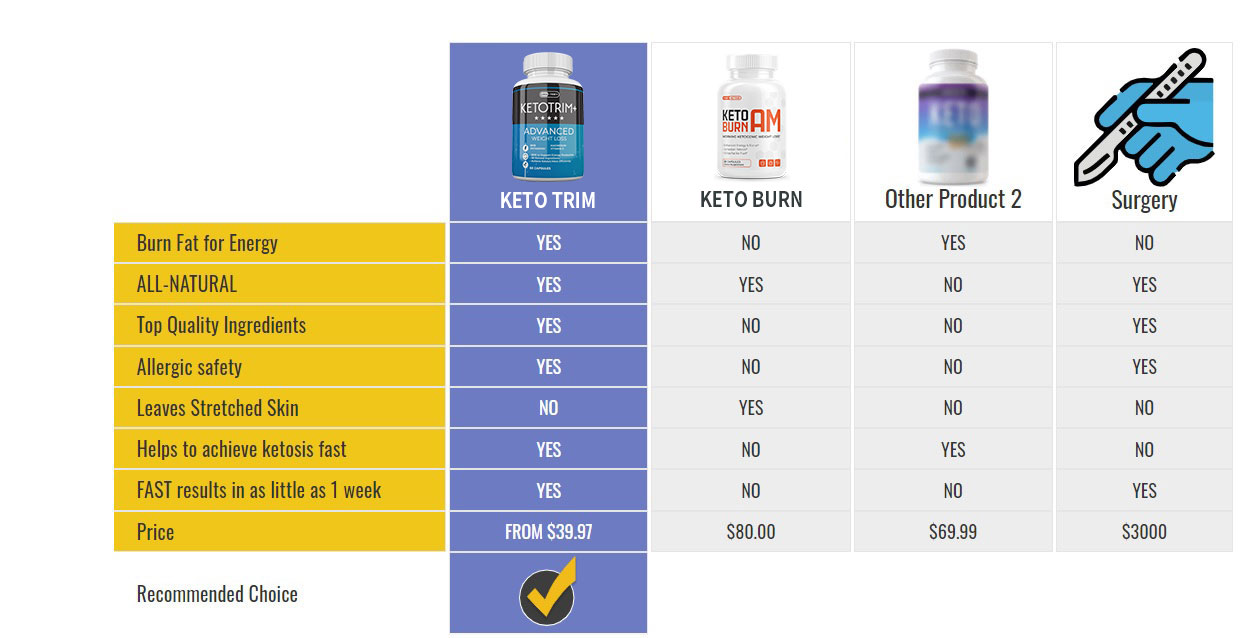 KETOTRIM+
ADVANCED
WEIGHT LOSS
60 CAPSULES
KETO
BURN AM
KETO
KETO TRIM KETO BURN Other Product 2 Surgery
Burn Fat for Energy YES NO YES NO
ALL-NATURAL YES YES NO NO
Top Quality Ingredients YES NO NO YES
Allergic safety YES NO NO YES
Leaves Stretched Skin NO YES NO NO
Helps to achieve ketosis fast YES NO YES NO
FAST results in as little as 1 week YES NO NO YES
Price FROM $39.97 $80.00 $69.99 $3000
Recommended Choice